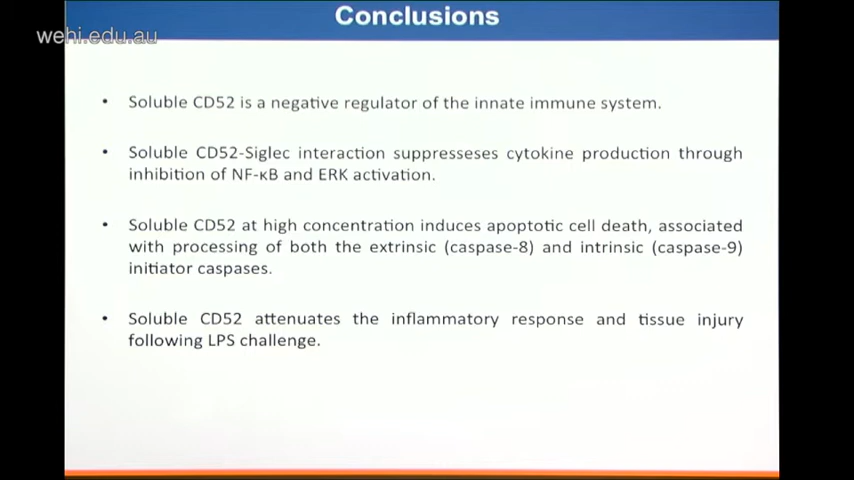 Conclusions
wehi.edu.au
• Soluble CD52 is a negative regulator of the innate immune system.
• Soluble CD52-Siglec interaction suppresseses cytokine production through
inhibition of NF-κB and ERK activation.
• Soluble CD52 at high concentration induces apoptotic cell death, associated
with processing of both the extrinsic (caspase-8) and intrinsic (caspase-9)
initiator caspases.
• Soluble CD52 attenuates the inflammatory response and tissue injury
following LPS challenge.